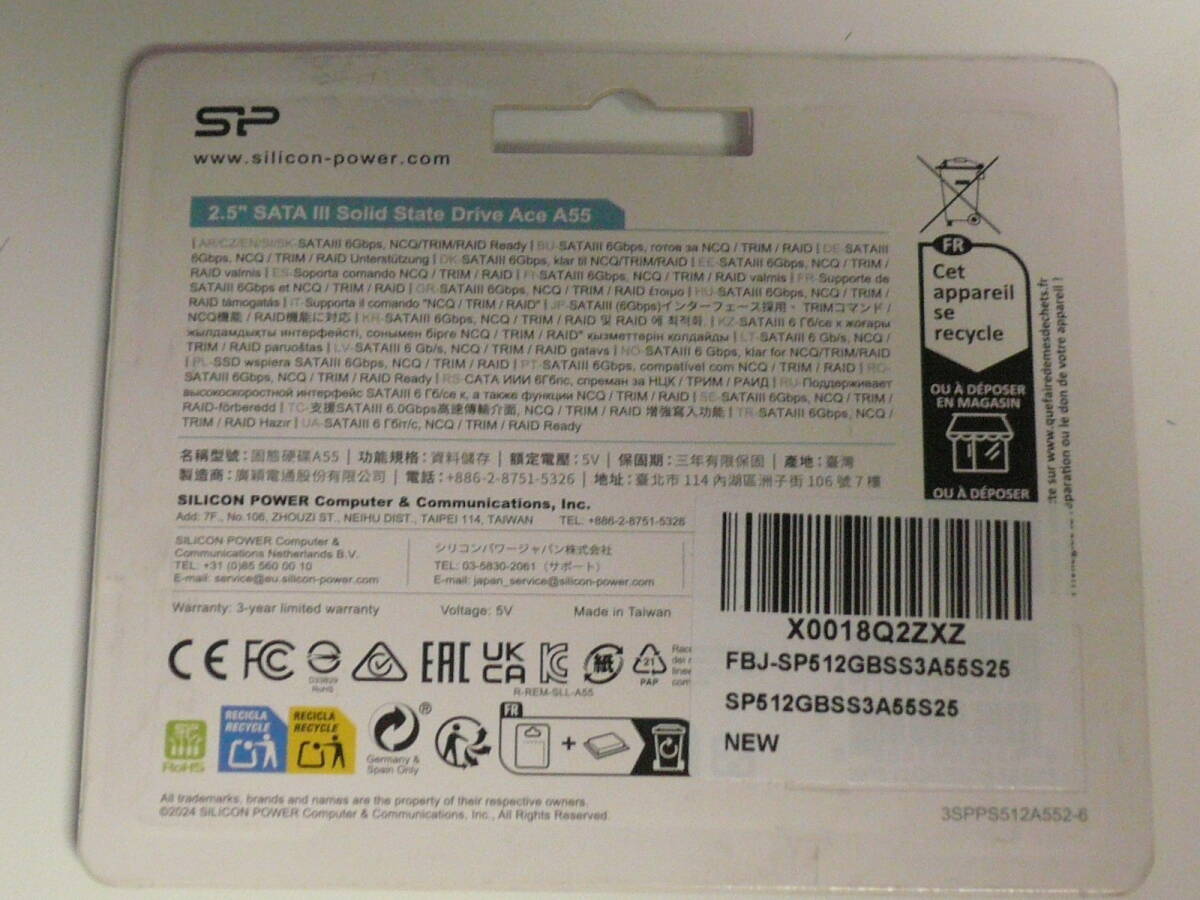 SP
www.silicon-power.com
2.5" SATA III Solid State Drive Ace A55
| AR/CZ/EN/SI/SK-SATAIII 6Gbps, NCQ/TRIM/RAID Ready | BU-SATAIII 6Gbps, готов за NCQ / TRIM / RAID | DE-SATAIII
6Gbps, NCQ / TRIM / RAID Unterstützung | DK-SATAIII 6Gbps, klar til NCQ/TRIM/RAID | EE-SATAIII 6Gbps, NCQ / TRIM /
RAID valmis | ES-Soporta comando NCQ / TRIM / RAID | FI-SATAIII 6Gbps, NCQ / TRIM / RAID valmis | FR-Supporte de
SATAIII 6Gbps et NCQ / TRIM / RAID | GR-SATAIII 6Gbps, NCQ / TRIM / RAID έτοιμο | HU-SATAIII 6Gbps, NCQ / TRIM /
RAID támogatás | IT-Supporta il comando "NCQ / TRIM / RAID" | JP-SATAIII (6Gbps)インターフェース採用、TRIMコマンド /
NCQ機能 / RAID機能に対応 | KR-SATAIII 6Gbps, NCQ / TRIM / RAID 및 RAID 에 최적화. | KZ-SATAIII 6 Гб/сек жоғары
жылдамдықты интерфейсті, сонымен бірге NCQ / TRIM / RAID" қызметтерін қолдайды | LT-SATAIII 6 Gb/s, NCQ /
TRIM / RAID paruoštas | LV-SATAIII 6 Gb/s, NCQ / TRIM / RAID gatavs | NO-SATAIII 6 Gbps, klar for NCQ/TRIM/RAID
| PL-SSD wspiera SATAIII 6Gbps, NCQ / TRIM / RAID | PT-SATAIII 6Gbps, compatível com NCQ / TRIM / RAID | RO-
SATAIII 6Gbps, NCQ / TRIM / RAID Ready | RS-САТА ИИИ 6Гбпс, спреман за НЦК / ТРИМ / РАИД | RU-Поддерживает
высокоскоростной интерфейс SATAIII 6 Гб/сек, а также функции NCQ / TRIM / RAID | SE-SATAIII 6Gbps, NCQ / TRIM /
RAID-förberedd | TC-支援SATAIII 6.0Gbps高速傳輸介面, NCQ / TRIM / RAID 增強寫入功能 | TR-SATAIII 6Gbps, NCQ /
TRIM / RAID Hazır | UA-SATAIII 6 Гбіт/с, NCQ / TRIM / RAID Ready
名稱型號：固態硬碟A55 | 功能規格：資料儲存 | 額定電壓：5V | 保固期：三年有限保固 | 產地：臺灣
製造商：廣穎電通股份有限公司 | 電話：+886-2-8751-5326 | 地址：臺北市 114 內湖區洲子街 106 號 7 樓
SILICON POWER Computer & Communications, Inc.
Add: 7F., No.106, ZHOUZI ST., NEIHU DIST., TAIPEI 114, TAIWAN TEL: +886-2-8751-5326
SILICON POWER Computer &
Communications Netherlands B.V.
TEL: +31 (0)85 560 00 10
E-mail: service@eu.silicon-power.com
シリコンパワージャパン株式会社
TEL: 03-5830-2061（サポート）
E-mail: japan_service@silicon-power.com
Warranty: 3-year limited warranty Voltage: 5V Made in Taiwan
CE FC EAC UK CA KC 紙 21
PAP
D33B29
RoHS
R-REM-SLL-A55
RoHS
RECICLA
RECYCLE
RECICLA
RECYCLE
®
Germany &
Spain Only
FR
+
All trademarks, brands and names are the property of their respective owners.
©2024 SILICON POWER Computer & Communications, Inc., All Rights Reserved.
3SPPS512A552-6
FR
Cet
appareil
se
recycle
OU À DÉPOSER
EN MAGASIN
OU À DÉPOSER
sur www.quefairedemesdechets.fr
paration ou le don de votre appareil !
X0018Q2ZXZ
FBJ-SP512GBSS3A55S25
SP512GBSS3A55S25
NEW